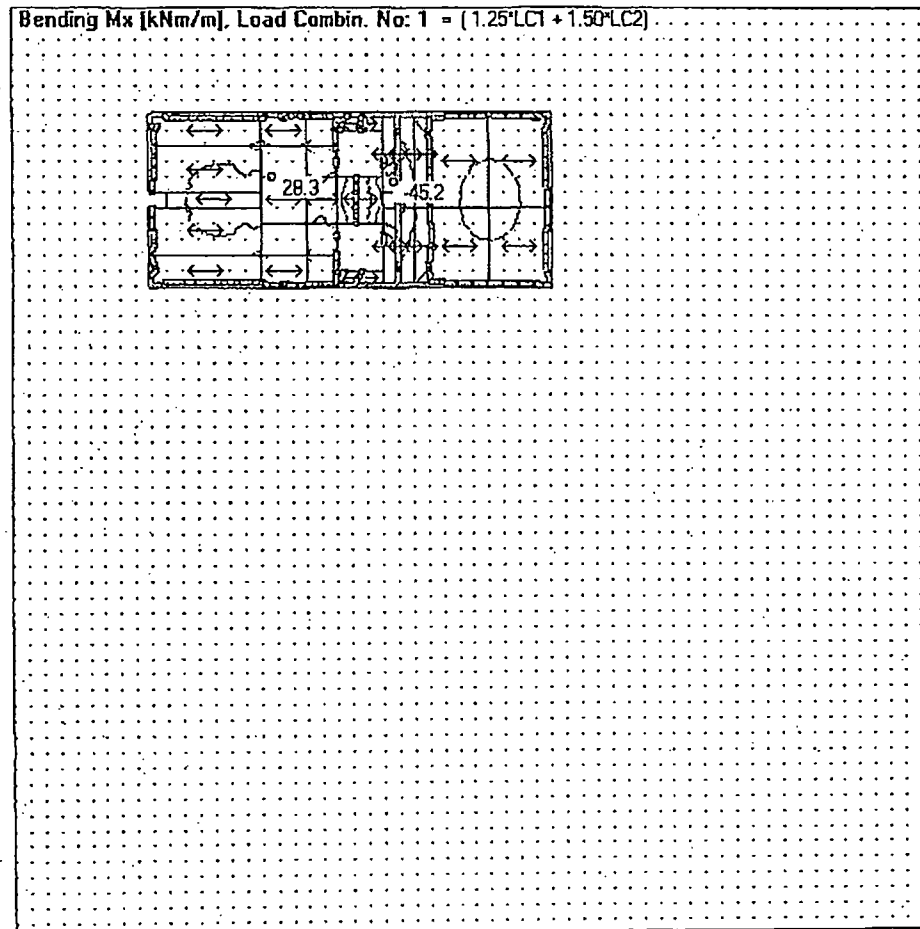 Bending Mx [kNm/m], Load Combin. No: 1 = (1.25*LC1 + 1.50*LC2)
28.3 -45.2